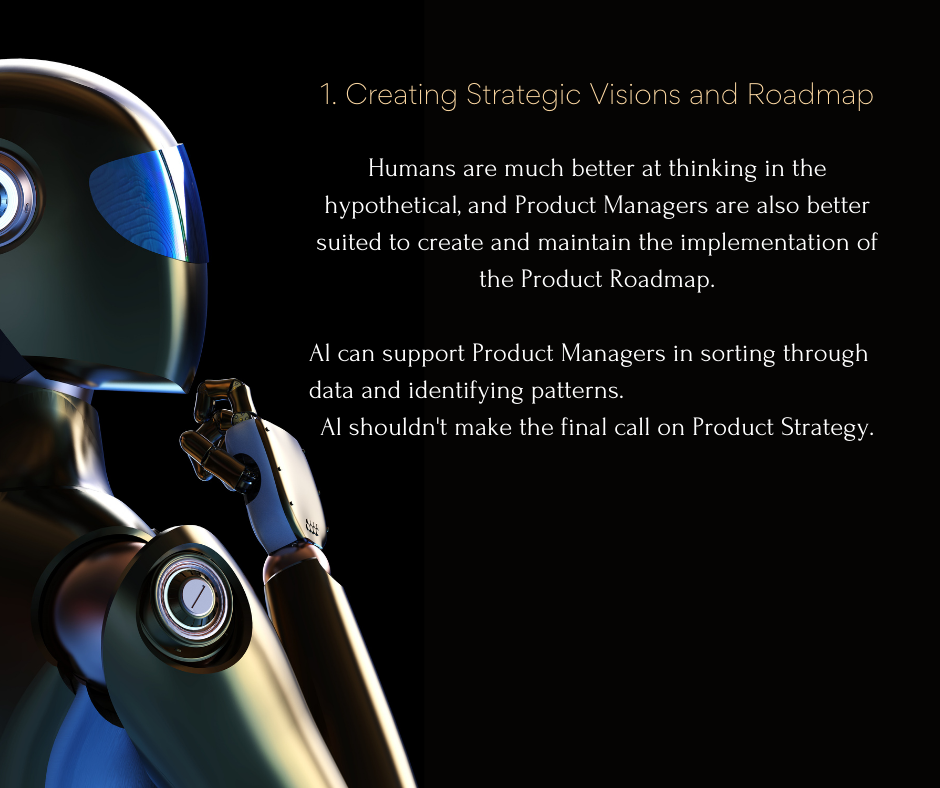 1. Creating Strategic Visions and Roadmap
Humans are much better at thinking in the
hypothetical, and Product Managers are also better
suited to create and maintain the implementation of
the Product Roadmap.
AI can support Product Managers in sorting through
data and identifying patterns.
AI shouldn't make the final call on Product Strategy.